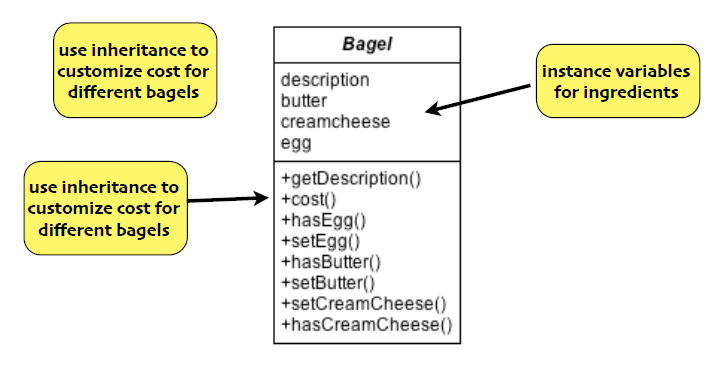 use inheritance to
customize cost for
different bagels
Bagel
description
butter
creamcheese
egg
instance variables
for ingredients
use inheritance to
customize cost for
different bagels
+getDescription()
+cost()
+hasEgg()
+setEgg()
+hasButter()
+setButter()
+setCreamCheese()
+hasCreamCheese()